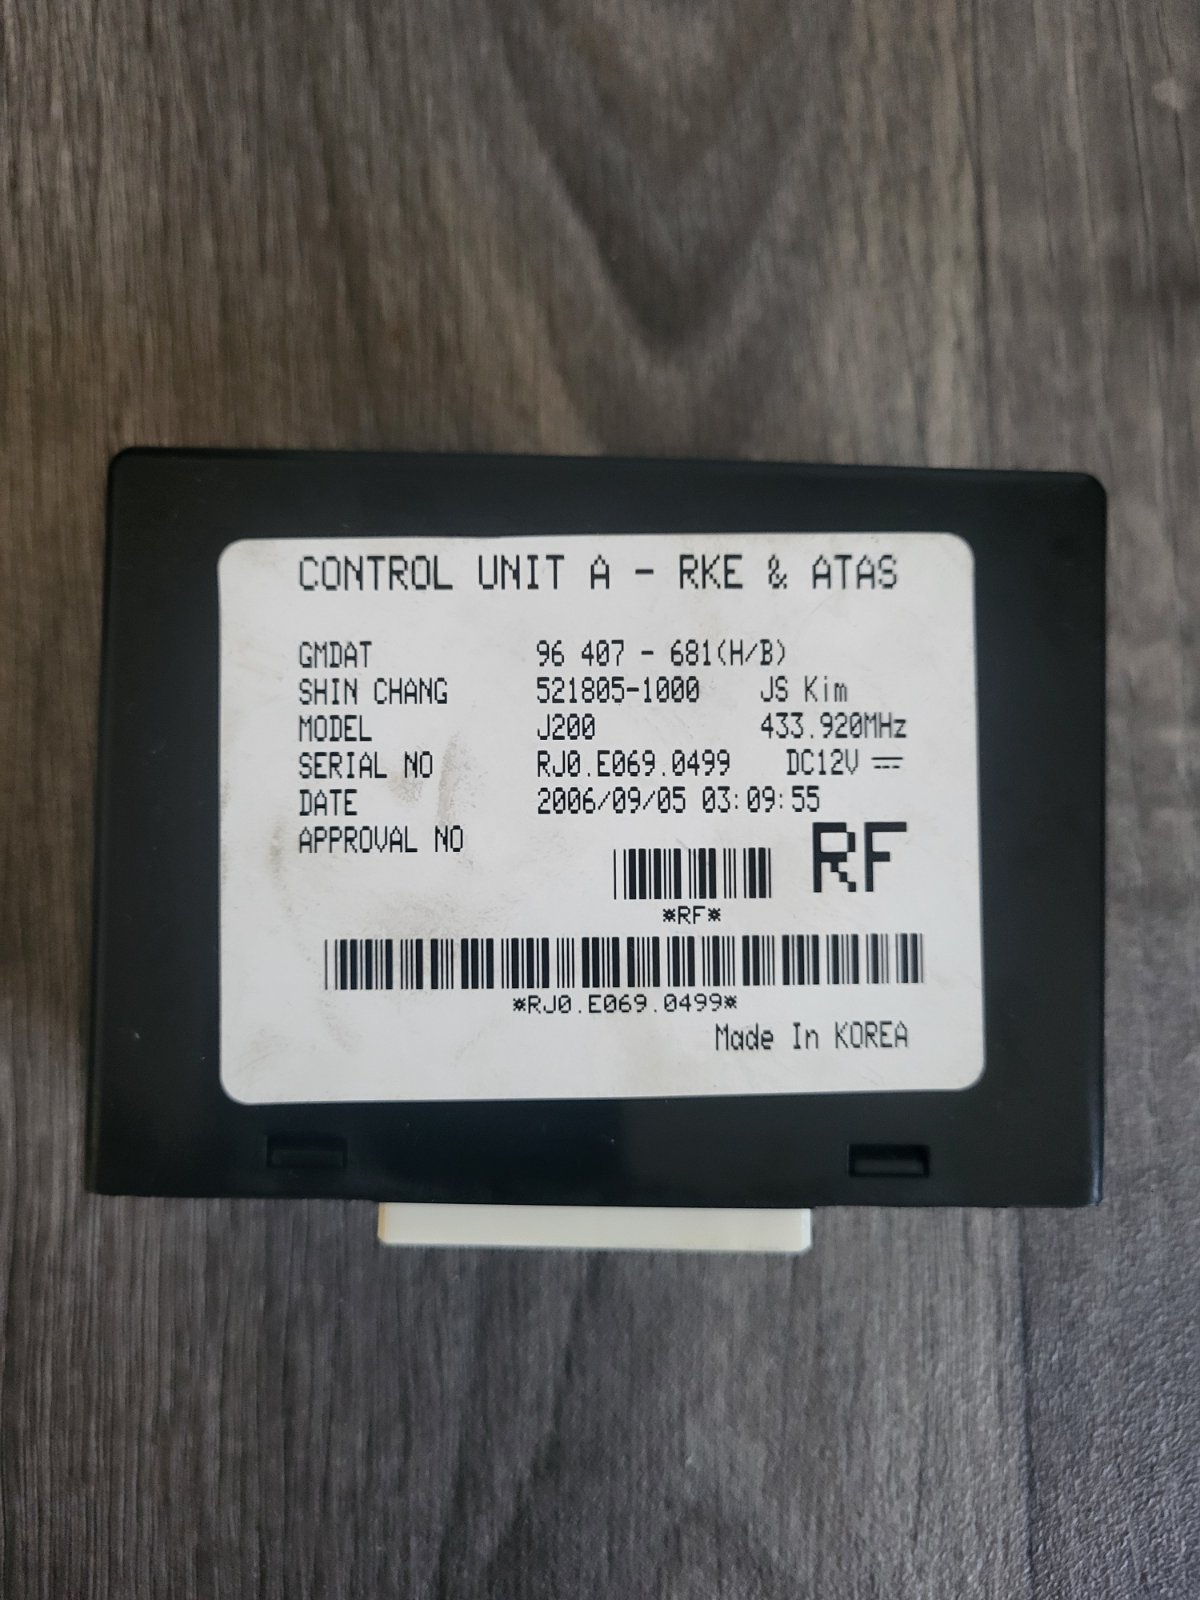 CONTROL UNIT A - RKE & ATAS
GMDAT 96 407 - 681(H/B)
SHIN CHANG 521805-1000 JS Kim
MODEL J200 433.920MHz
SERIAL NO RJ0.E069.0499 DC12V ⎓
DATE 2006/09/05 03:09:55
APPROVAL NO
RF
*RF*
*RJ0.E069.0499*
Made In KOREA